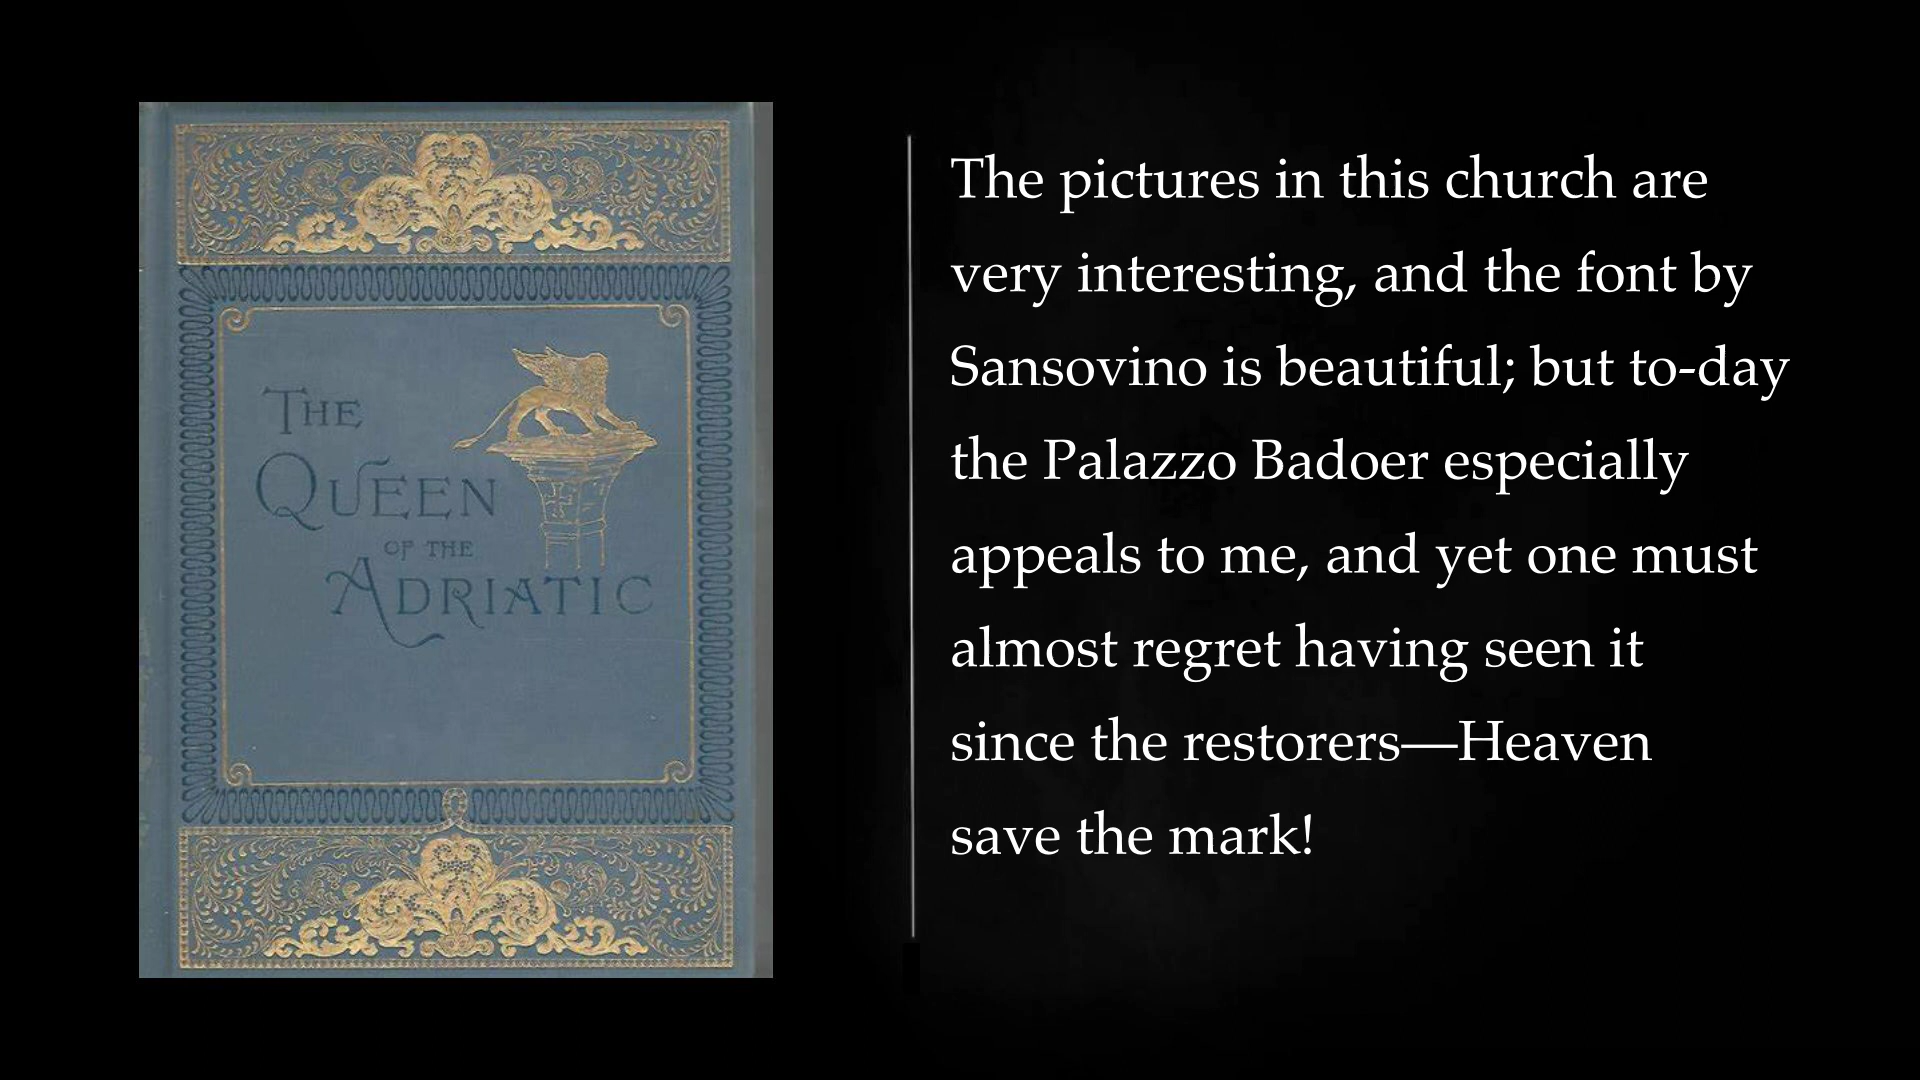 THE
QUEEN
OF THE
ADRIATIC
The pictures in this church are
very interesting, and the font by
Sansovino is beautiful; but to-day
the Palazzo Badoer especially
appeals to me, and yet one must
almost regret having seen it
since the restorers—Heaven
save the mark!